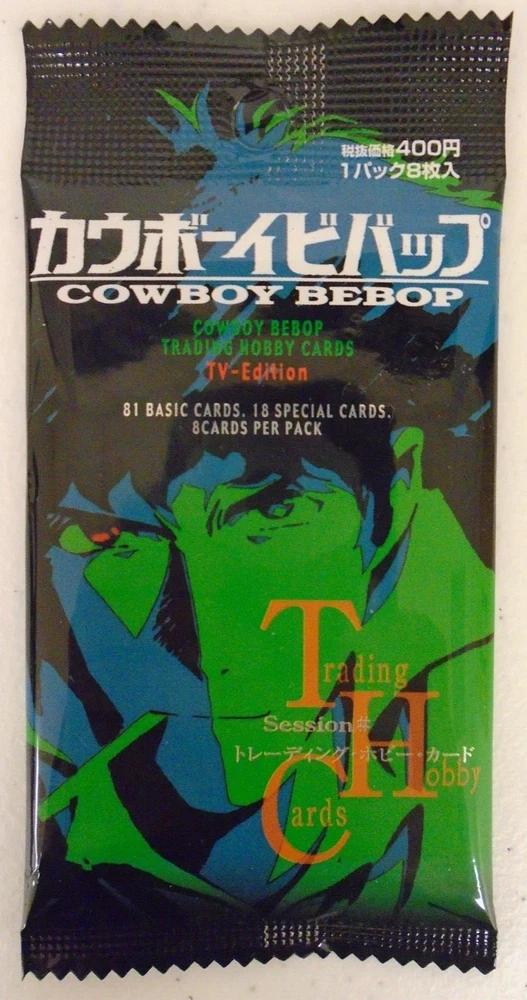 税抜価格400円
1パック8枚入
カウボーイビバップ
COWBOY BEBOP
COWBOY BEBOP
TRADING HOBBY CARDS
TV-Edition
81 BASIC CARDS. 18 SPECIAL CARDS.
8CARDS PER PACK
Trading
Session#
トレーディング・ホビー・カード
Hobby
Cards